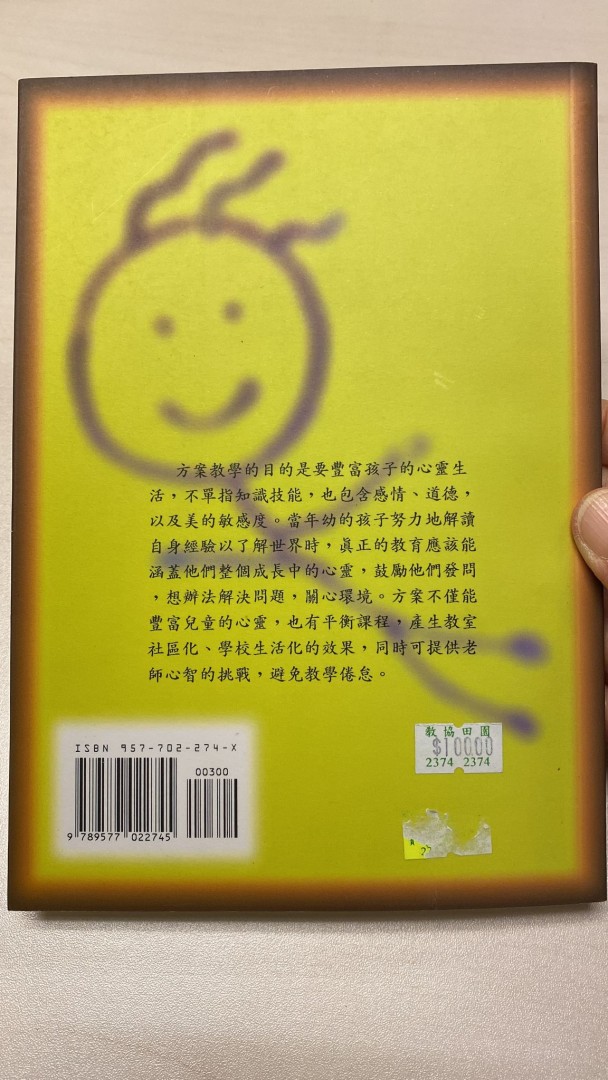 方案教學的目的是要豐富孩子的心靈生
活，不單指知識技能，也包含感情、道德，
以及美的敏感度。當年幼的孩子努力地解讀
自身經驗以了解世界時，眞正的教育應該能
涵蓋他們整個成長中的心靈，鼓勵他們發問
，想辦法解決問題，關心環境。方案不僅能
豐富兒童的心靈，也有平衡課程，產生教室
社區化、學校生活化的效果，同時可提供老
師心智的挑戰，避免教學倦怠。
ISBN 957-702-274-X
00300
9 789577 022745
教協田園
$100.00
2374 2374